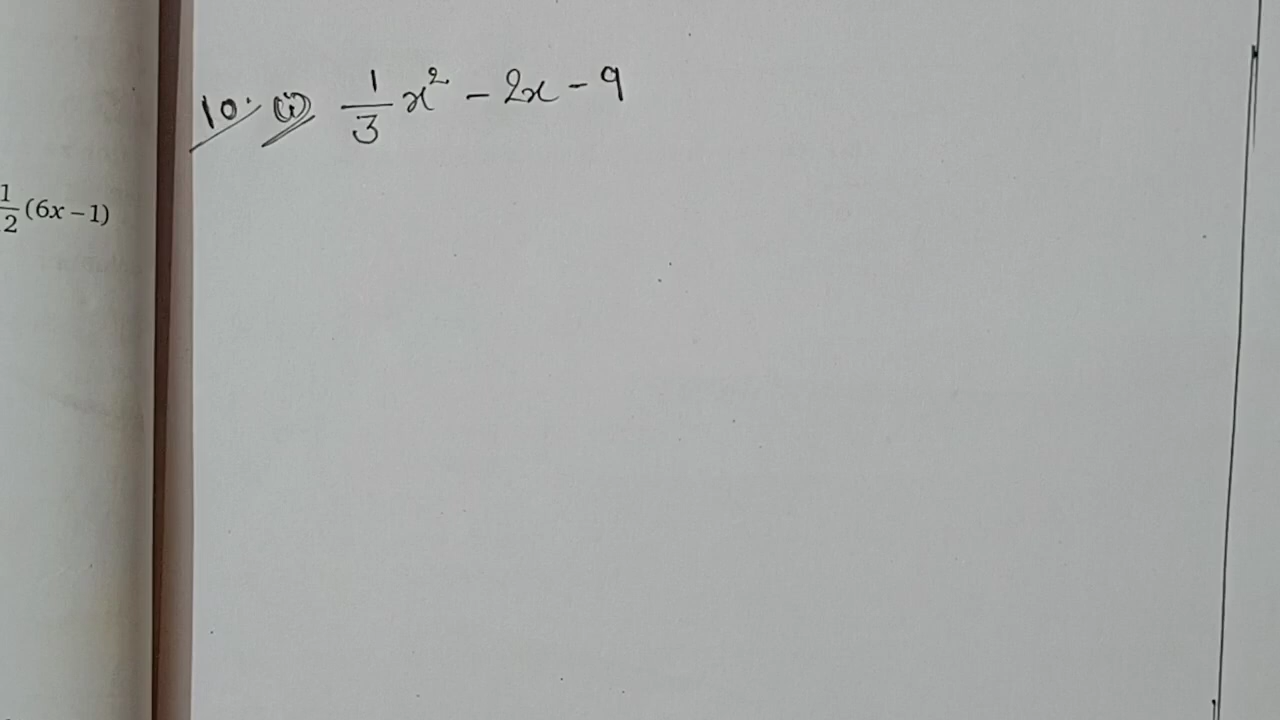 10. (i) 1/3 x² - 2x - 9
1/2 (6x - 1)